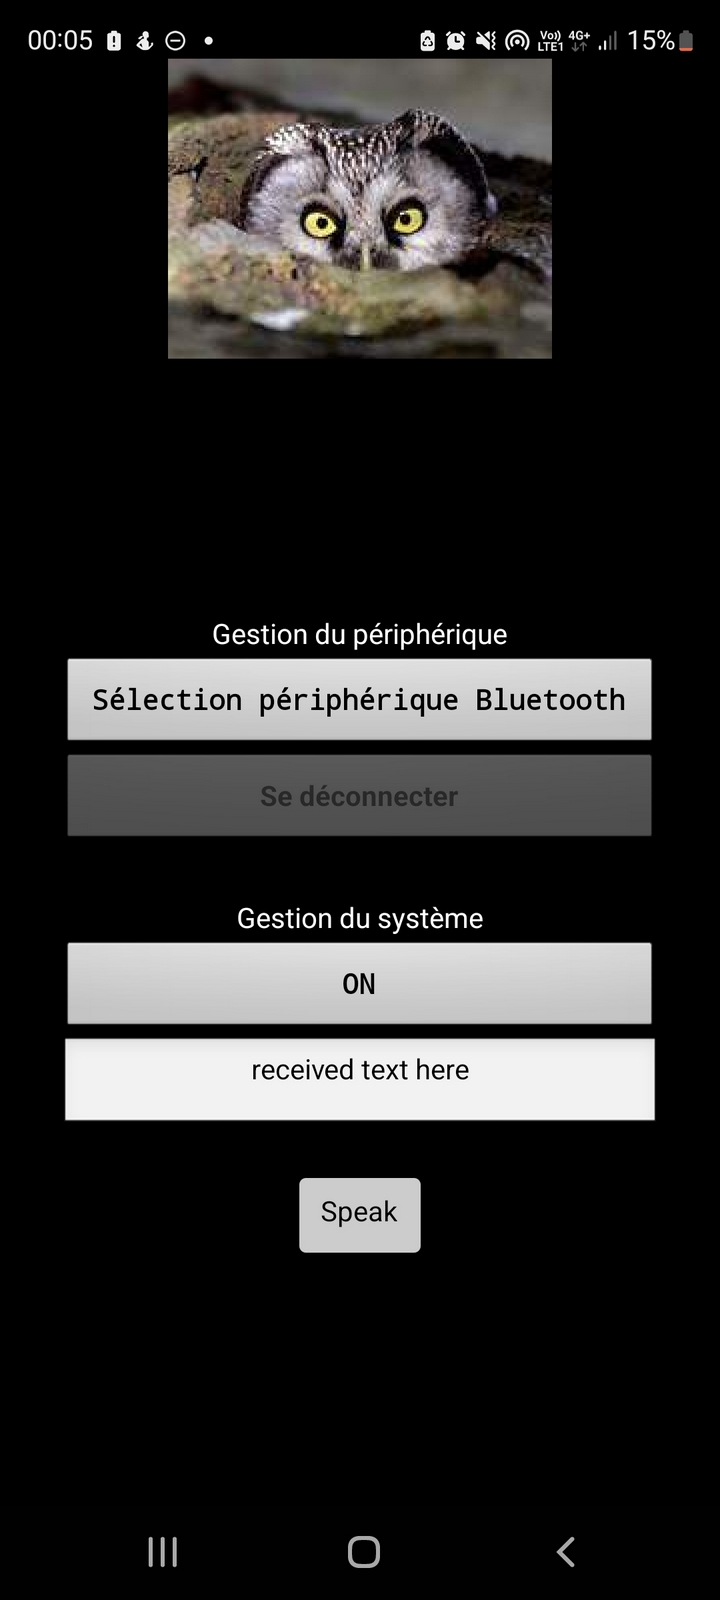 00:05 Vo)) LTE1 4G+ 15%
Gestion du périphérique
Sélection périphérique Bluetooth
Se déconnecter
Gestion du système
ON
received text here
Speak